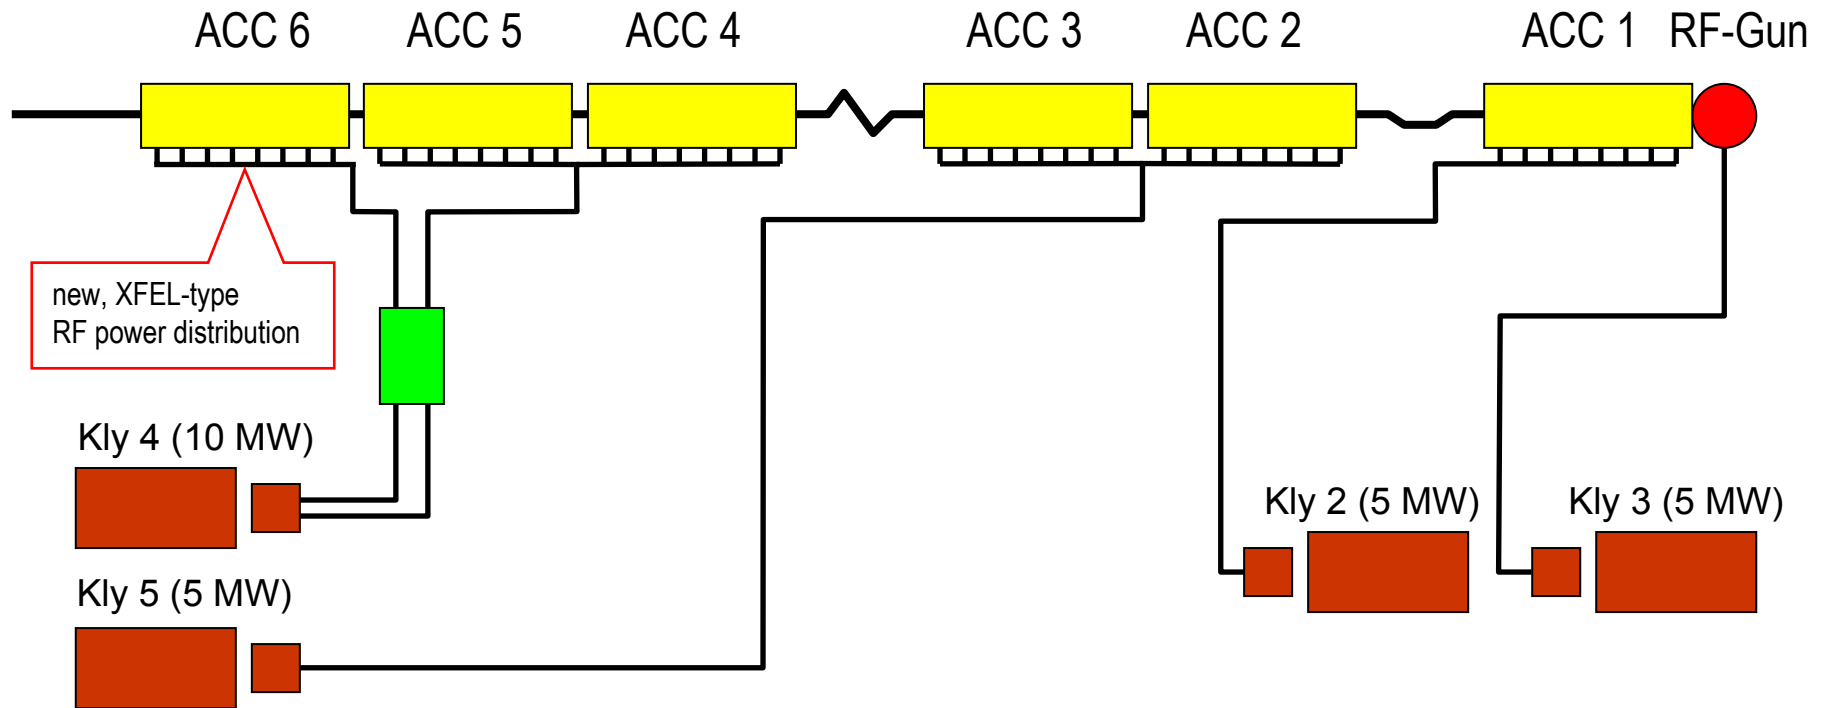 ACC 6 ACC 5 ACC 4 ACC 3 ACC 2 ACC 1 RF-Gun
new, XFEL-type
RF power distribution
Kly 4 (10 MW)
Kly 2 (5 MW) Kly 3 (5 MW)
Kly 5 (5 MW)